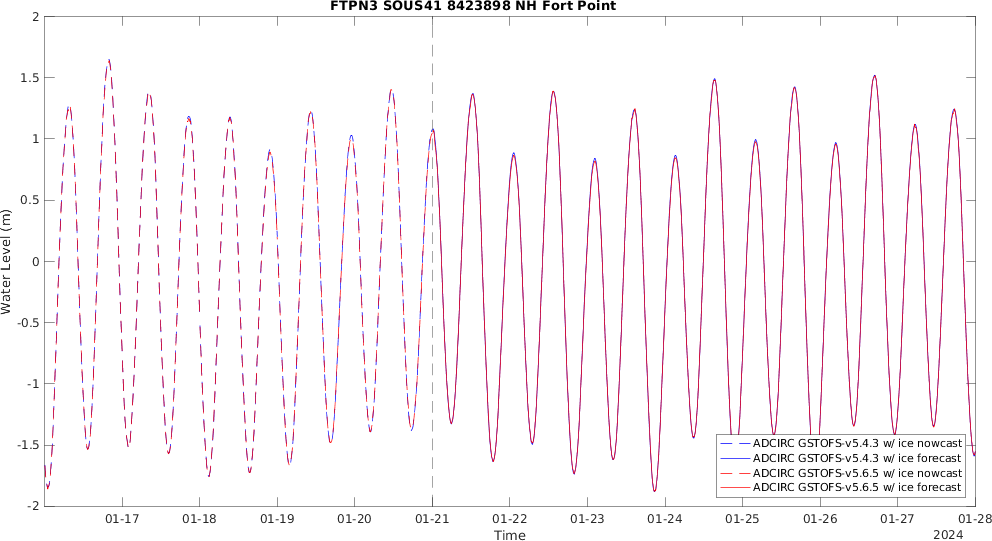 FTPN3 SOUS41 8423898 NH Fort Point
2
1.5
1
0.5
0
-0.5
-1
-1.5
-2
Water Level (m)
ADCIRC GSTOFS-v5.4.3 w/ ice nowcast
ADCIRC GSTOFS-v5.4.3 w/ ice forecast
ADCIRC GSTOFS-v5.6.5 w/ ice nowcast
ADCIRC GSTOFS-v5.6.5 w/ ice forecast
01-17 01-18 01-19 01-20 01-21 01-22 01-23 01-24 01-25 01-26 01-27 01-28
Time
2024